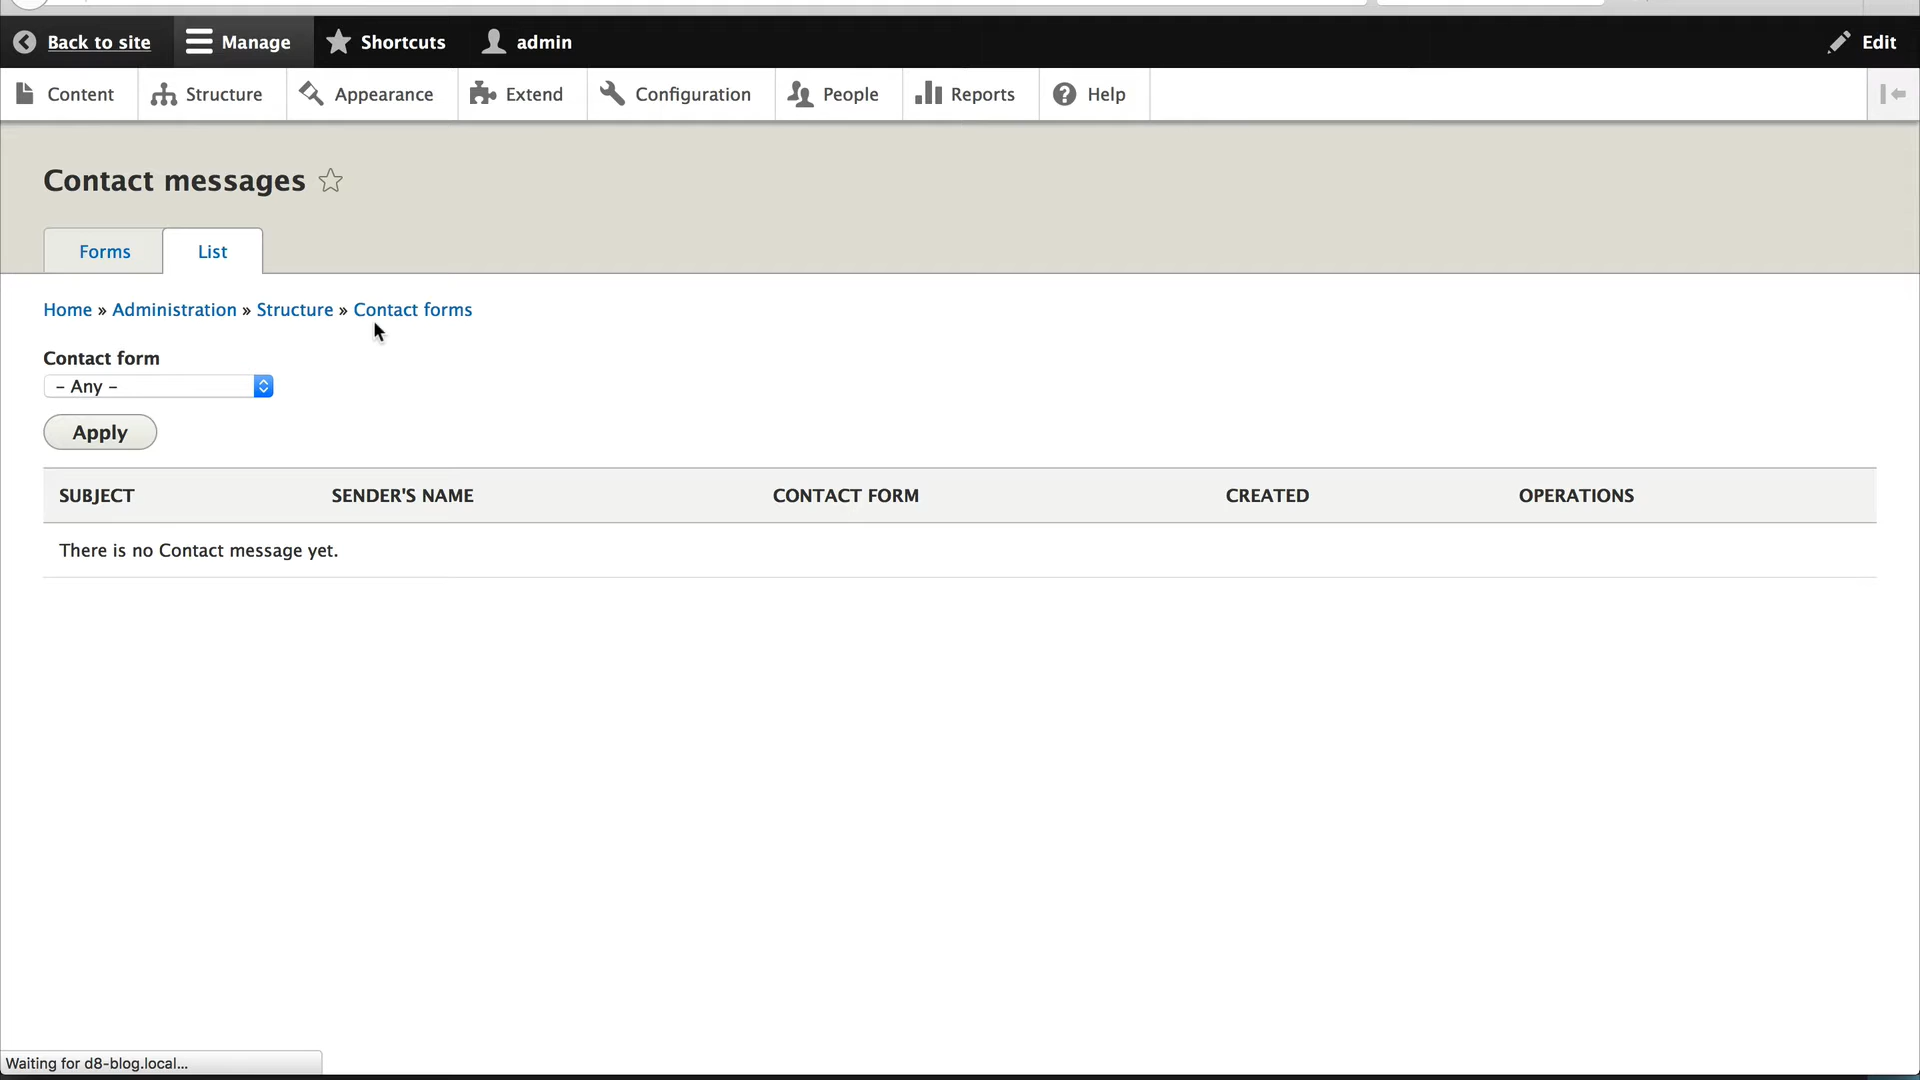 Back to site Manage Shortcuts admin Edit
Content Structure Appearance Extend Configuration People Reports Help
Contact messages
Forms List
Home » Administration » Structure » Contact forms
Contact form
- Any -
Apply
SUBJECT SENDER'S NAME CONTACT FORM CREATED OPERATIONS
There is no Contact message yet.
Waiting for d8-blog.local...